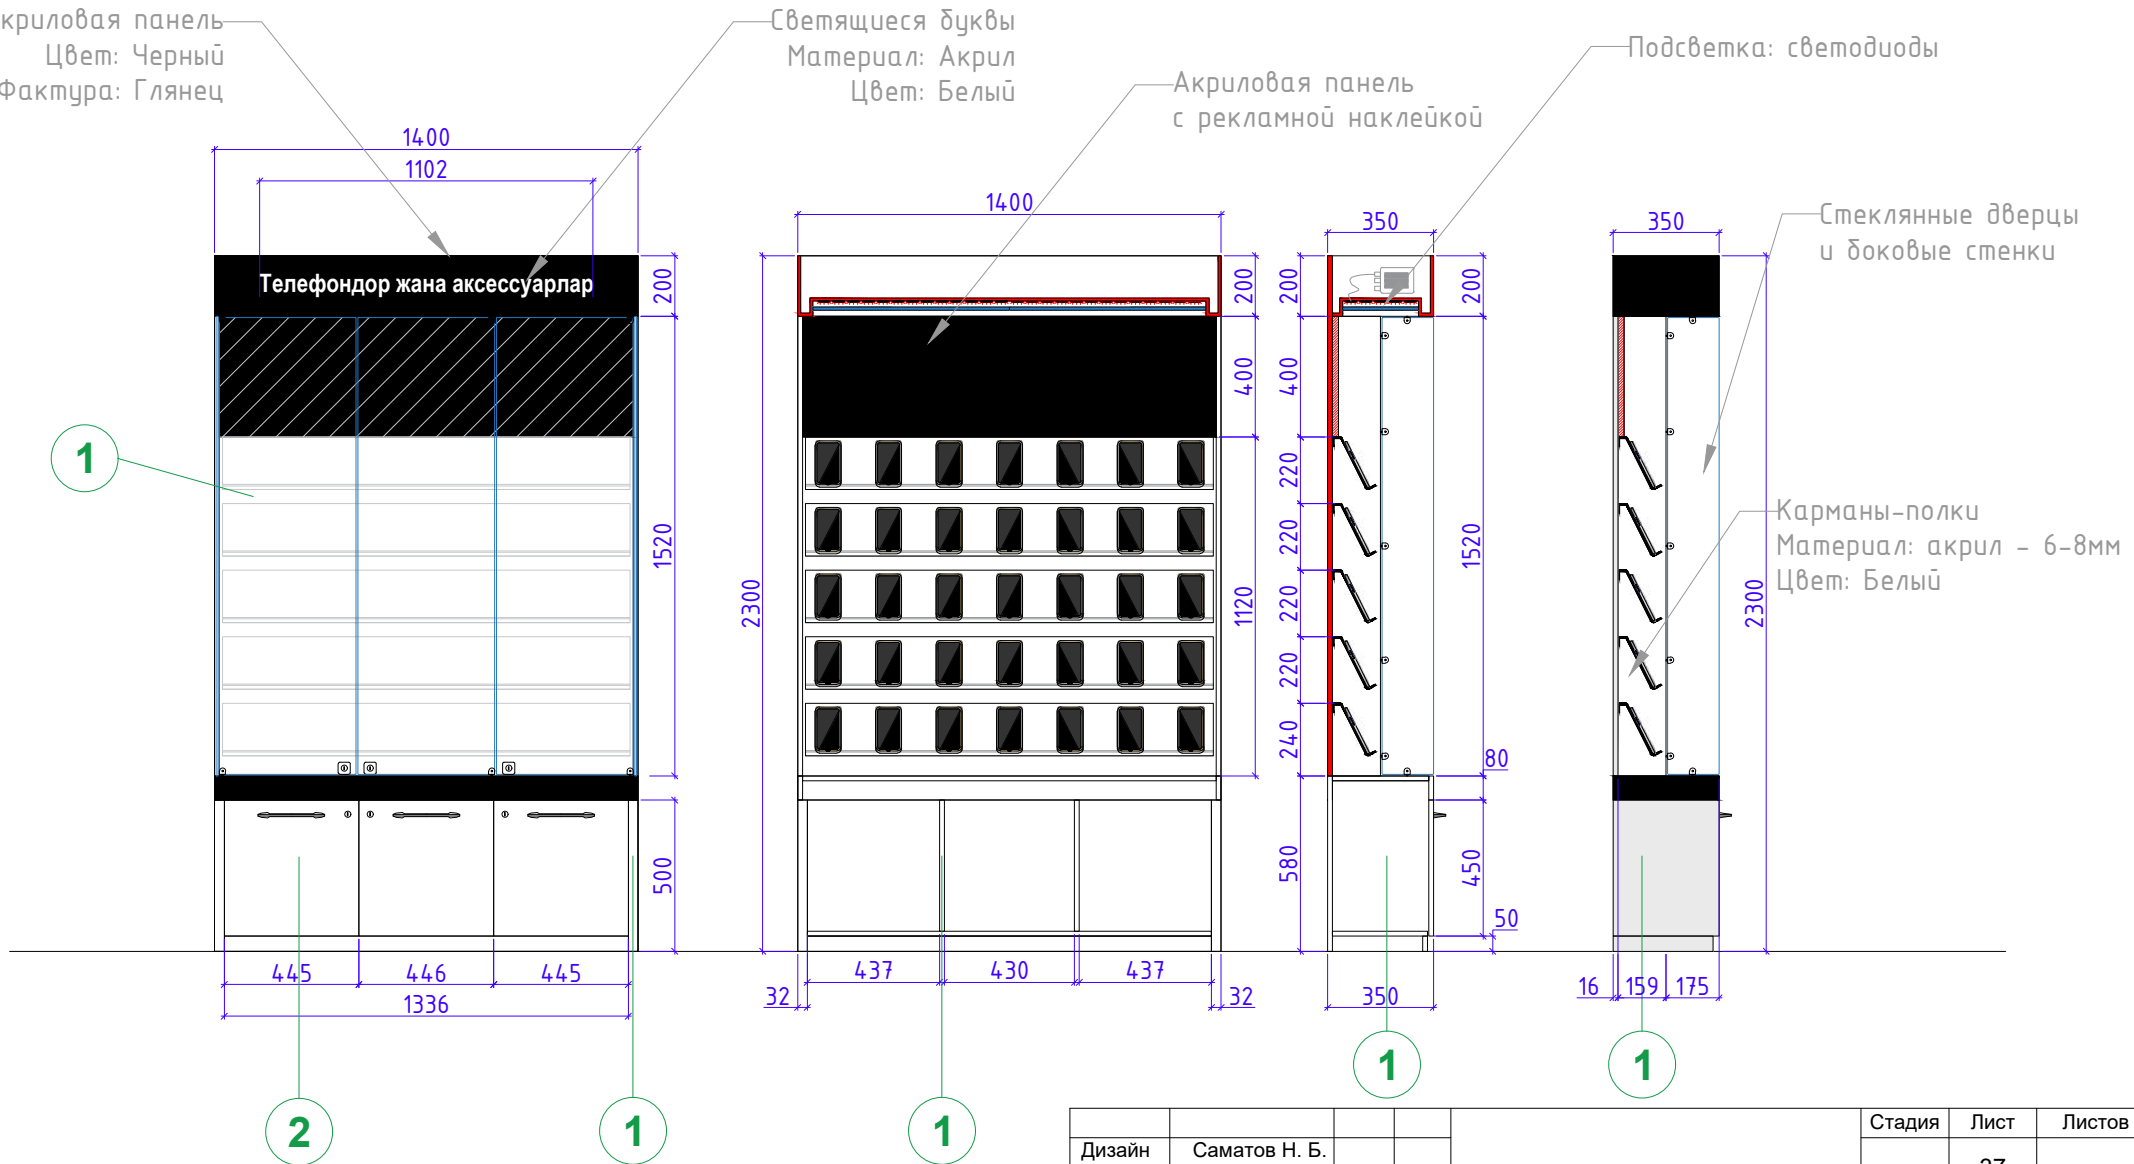 криловая панель
Цвет: Черный
Фактура: Глянец
Светящиеся буквы
Материал: Акрил
Цвет: Белый
Акриловая панель
с рекламной наклейкой
Подсветка: светодиоды
Стеклянные дверцы
и боковые стенки
Карманы-полки
Материал: акрил - 6-8мм
Цвет: Белый
1400
1102
Телефондор жана аксессуарлар
200
1520
500
445 446 445
1336
1
2
1
1400
2300
200
400
1120
437 430 437
32 32
1
350
200 200
400
220
220
220
220
240
580
1520
80
450
50
350
1
350
2300
16 159 175
1
Стадия Лист Листов
Дизайн Саматов Н. Б.